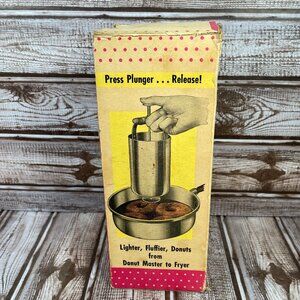 Press Plunger . . . Release!
Lighter, Fluffier, Donuts
from
Donut Master to Fryer